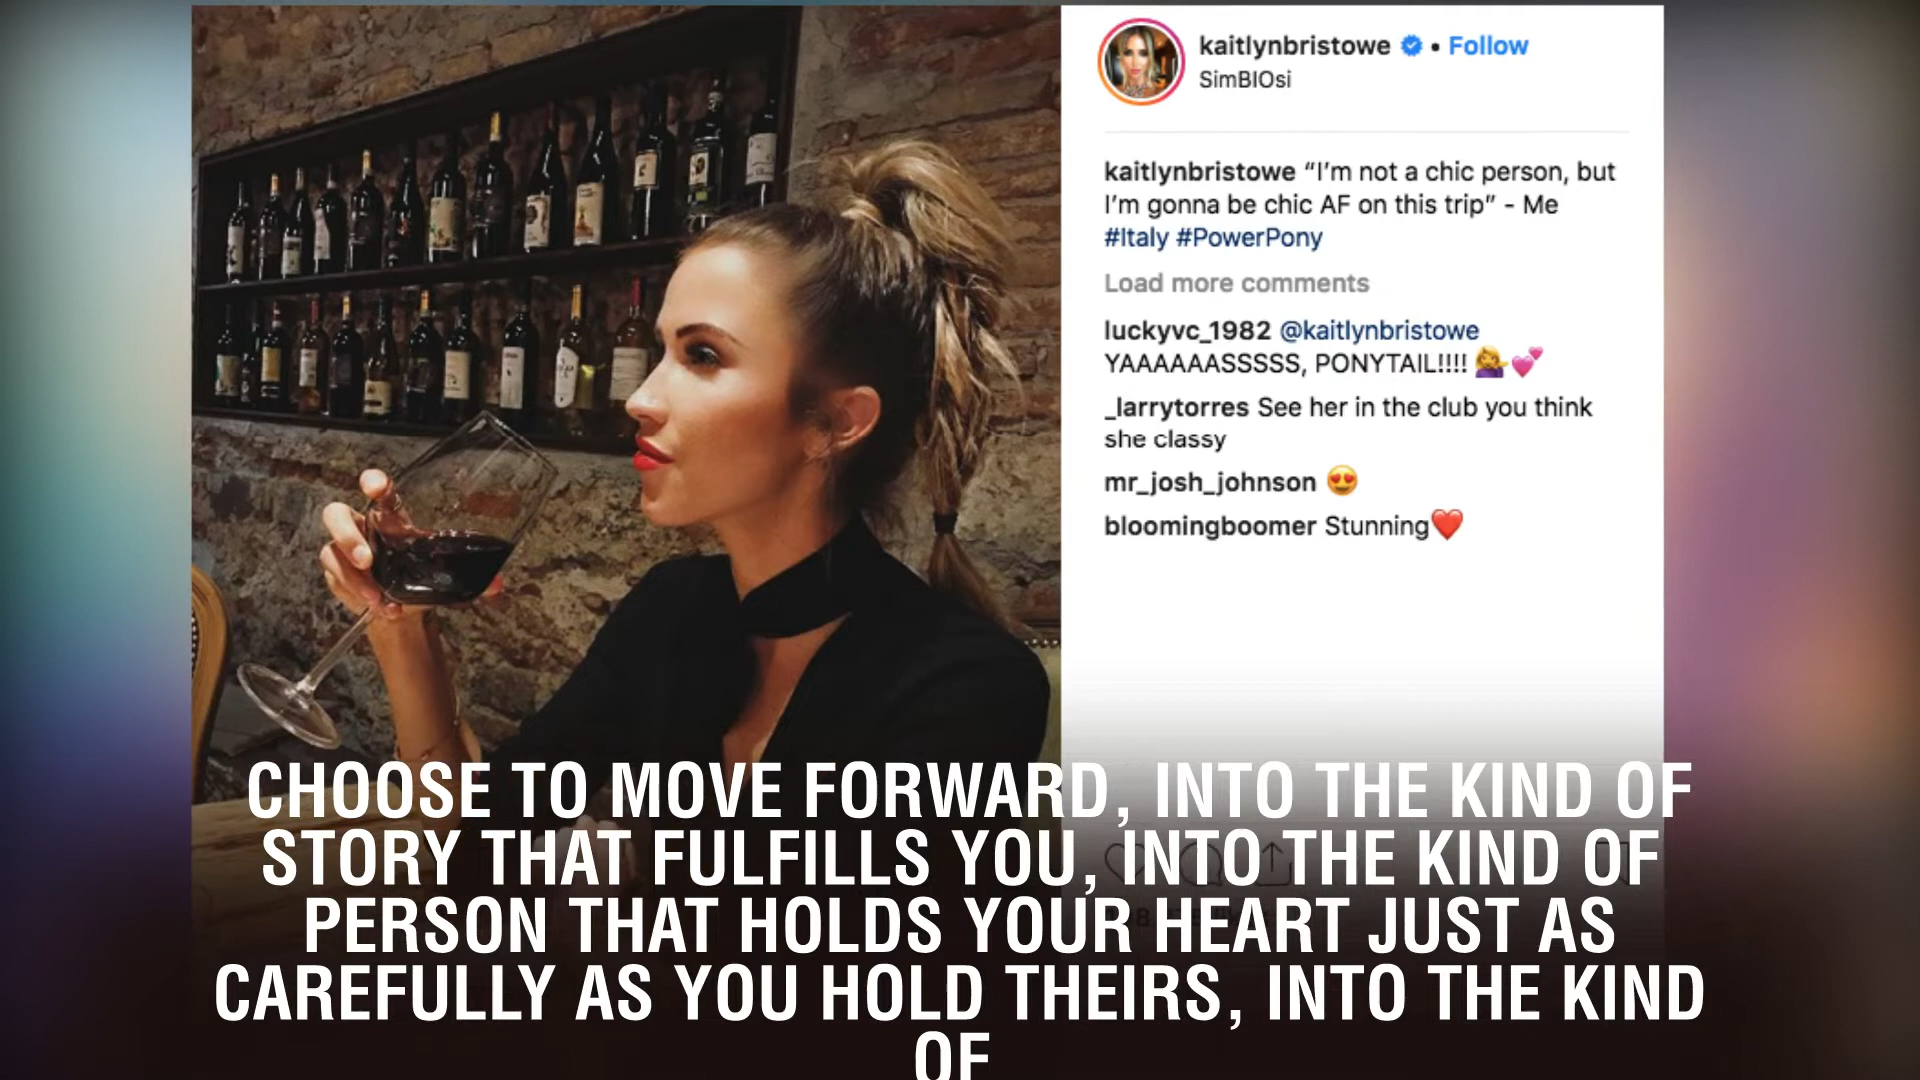 kaitlynbristowe • Follow
SimBIOsi
kaitlynbristowe “I’m not a chic person, but
I’m gonna be chic AF on this trip” - Me
#Italy #PowerPony
Load more comments
luckyvc_1982 @kaitlynbristowe
YAAAAAASSSSS, PONYTAIL!!!! 💁💕
_larrytorres See her in the club you think
she classy
mr_josh_johnson 😍
bloomingboomer Stunning❤️
CHOOSE TO MOVE FORWARD, INTO THE KIND OF
STORY THAT FULFILLS YOU, INTO THE KIND OF
PERSON THAT HOLDS YOUR HEART JUST AS
CAREFULLY AS YOU HOLD THEIRS, INTO THE KIND
OF